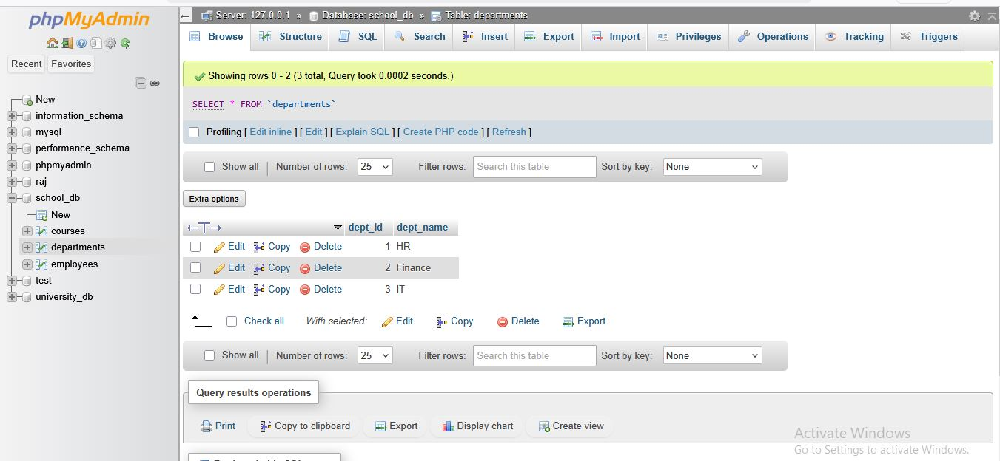 phpMyAdmin
Recent Favorites
New
information_schema
mysql
performance_schema
phpmyadmin
raj
school_db
New
courses
departments
employees
test
university_db
Server: 127.0.0.1 » Database: school_db » Table: departments
Browse Structure SQL Search Insert Export Import Privileges Operations Tracking Triggers
Showing rows 0 - 2 (3 total, Query took 0.0002 seconds.)
SELECT * FROM `departments`
Profiling [ Edit inline ] [ Edit ] [ Explain SQL ] [ Create PHP code ] [ Refresh ]
Show all | Number of rows: 25 Filter rows: Search this table Sort by key: None
Extra options
←T→ dept_id dept_name
Edit Copy Delete 1 HR
Edit Copy Delete 2 Finance
Edit Copy Delete 3 IT
Check all With selected: Edit Copy Delete Export
Show all | Number of rows: 25 Filter rows: Search this table Sort by key: None
Query results operations
Print Copy to clipboard Export Display chart Create view
Activate Windows
Go to Settings to activate Windows.